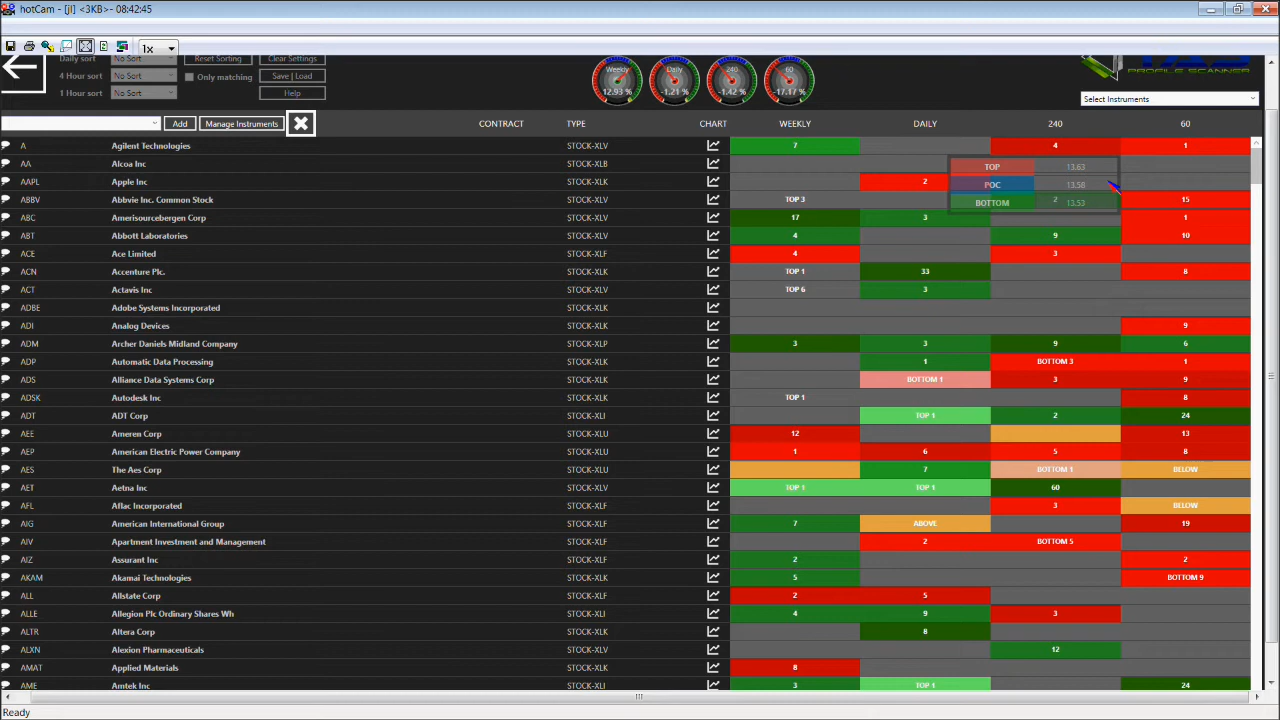 hotCam - [jl] <3KB>- 08:42:45
1x
Daily sort No Sort Reset Sorting Clear Settings
4 Hour sort No Sort Only matching Save | Load
1 Hour sort No Sort Help
Weekly 12.93 % Daily -1.21 % 240 -1.42 % 60 -17.17 %
PROFILE SCANNER
Select Instruments
Add Manage Instruments CONTRACT TYPE CHART WEEKLY DAILY 240 60
A Agilent Technologies STOCK-XLV 7 4 1
AA Alcoa Inc STOCK-XLB
TOP 13.63
AAPL Apple Inc STOCK-XLK 2
POC 13.58
ABBV Abbvie Inc. Common Stock STOCK-XLV TOP 3 2 15
BOTTOM 13.53
ABC Amerisourcebergen Corp STOCK-XLV 17 3 1
ABT Abbott Laboratories STOCK-XLV 4 9 10
ACE Ace Limited STOCK-XLF 4 3
ACN Accenture Plc. STOCK-XLK TOP 1 33 8
ACT Actavis Inc STOCK-XLV TOP 6 3
ADBE Adobe Systems Incorporated STOCK-XLK
ADI Analog Devices STOCK-XLK 9
ADM Archer Daniels Midland Company STOCK-XLP 3 3 9 6
ADP Automatic Data Processing STOCK-XLK 1 BOTTOM 3 1
ADS Alliance Data Systems Corp STOCK-XLK BOTTOM 1 3 9
ADSK Autodesk Inc STOCK-XLK TOP 1 8
ADT ADT Corp STOCK-XLI TOP 1 2 24
AEE Ameren Corp STOCK-XLU 12 13
AEP American Electric Power Company STOCK-XLU 1 6 5 8
AES The Aes Corp STOCK-XLU 7 BOTTOM 1 BELOW
AET Aetna Inc STOCK-XLV TOP 1 TOP 1 60
AFL Aflac Incorporated STOCK-XLF 3 BELOW
AIG American International Group STOCK-XLF 7 ABOVE 19
AIV Apartment Investment and Management STOCK-XLF 2 BOTTOM 5
AIZ Assurant Inc STOCK-XLF 2 2
AKAM Akamai Technologies STOCK-XLK 5 BOTTOM 9
ALL Allstate Corp STOCK-XLF 2 5
ALLE Allegion Plc Ordinary Shares Wh STOCK-XLI 4 9 3
ALTR Altera Corp STOCK-XLK 8
ALXN Alexion Pharmaceuticals STOCK-XLV 12
AMAT Applied Materials STOCK-XLK 8
AME Amtek Inc STOCK-XLI 3 TOP 1 24
Ready